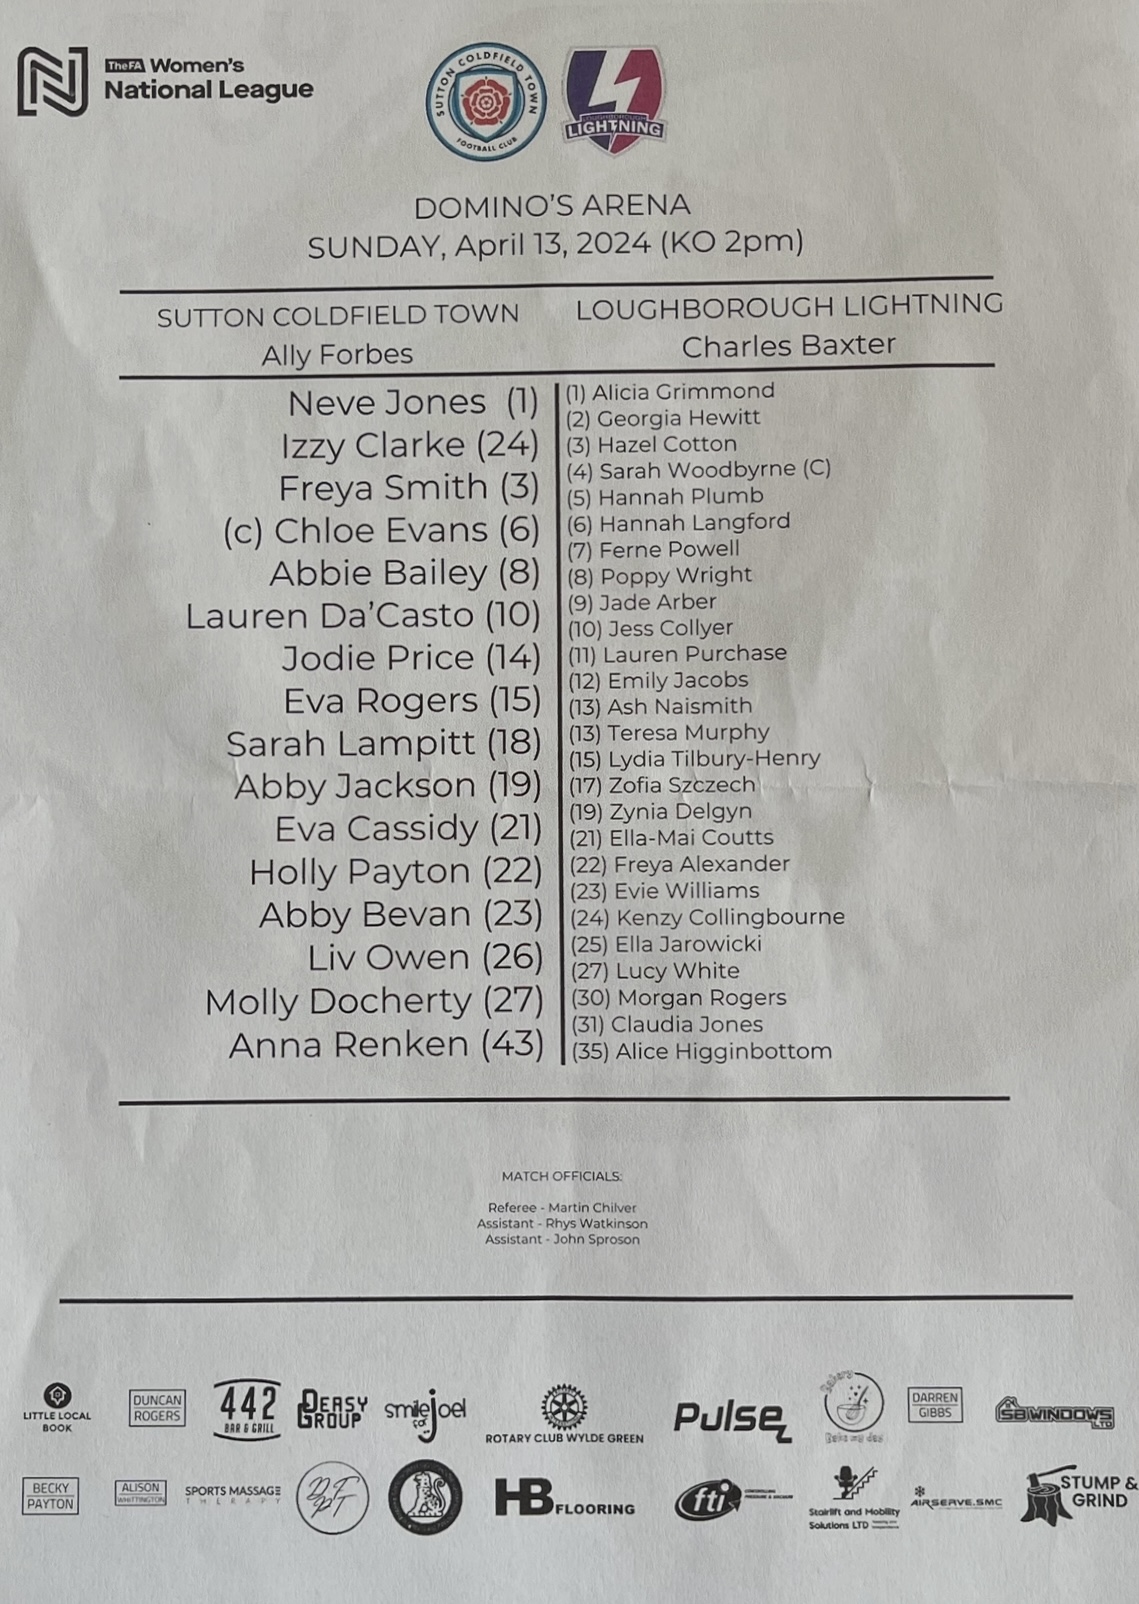 TheFA Women's
National League
SUTTON COLDFIELD TOWN
FOOTBALL CLUB
LOUGHBOROUGH
LIGHTNING
DOMINO'S ARENA
SUNDAY, April 13, 2024 (KO 2pm)
SUTTON COLDFIELD TOWN
Ally Forbes
LOUGHBOROUGH LIGHTNING
Charles Baxter
Neve Jones (1)
Izzy Clarke (24)
Freya Smith (3)
(c) Chloe Evans (6)
Abbie Bailey (8)
Lauren Da'Casto (10)
Jodie Price (14)
Eva Rogers (15)
Sarah Lampitt (18)
Abby Jackson (19)
Eva Cassidy (21)
Holly Payton (22)
Abby Bevan (23)
Liv Owen (26)
Molly Docherty (27)
Anna Renken (43)
(1) Alicia Grimmond
(2) Georgia Hewitt
(3) Hazel Cotton
(4) Sarah Woodbyrne (C)
(5) Hannah Plumb
(6) Hannah Langford
(7) Ferne Powell
(8) Poppy Wright
(9) Jade Arber
(10) Jess Collyer
(11) Lauren Purchase
(12) Emily Jacobs
(13) Ash Naismith
(13) Teresa Murphy
(15) Lydia Tilbury-Henry
(17) Zofia Szczech
(19) Zynia Delgyn
(21) Ella-Mai Coutts
(22) Freya Alexander
(23) Evie Williams
(24) Kenzy Collingbourne
(25) Ella Jarowicki
(27) Lucy White
(30) Morgan Rogers
(31) Claudia Jones
(35) Alice Higginbottom
MATCH OFFICIALS:
Referee - Martin Chilver
Assistant - Rhys Watkinson
Assistant - John Sproson
LITTLE LOCAL
BOOK
DUNCAN
ROGERS
442
BAR & GRILL
DEASY
GROUP
smile for joel
ROTARY CLUB WYLDE GREEN
Pulse
Bake my day
DARREN
GIBBS
SB WINDOWS
LTD
BECKY
PAYTON
ALISON
WHITTINGTON
SPORTS MASSAGE
THERAPY
HB FLOORING
fti
Stairlift and Mobility
Solutions LTD
AIRSERVE.SMC
STUMP &
GRIND